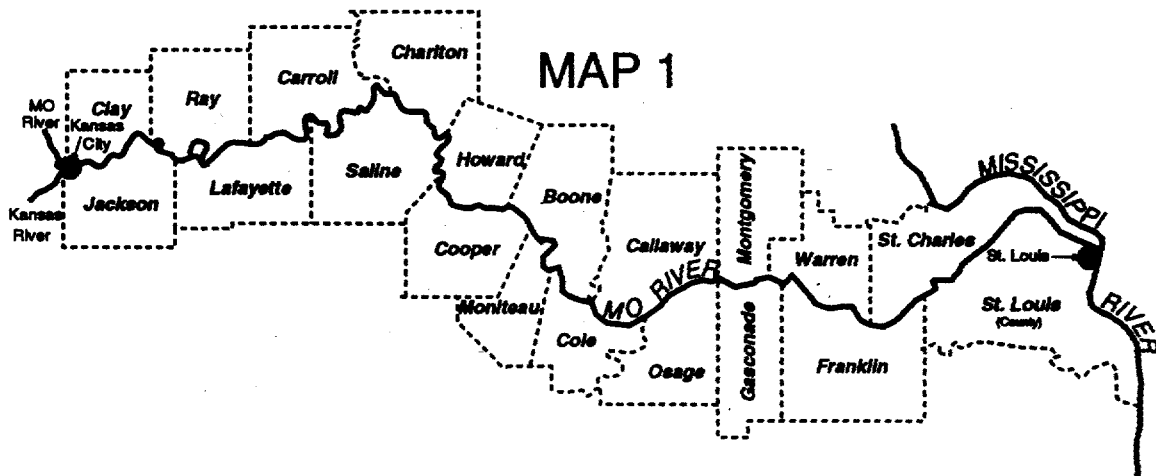 MAP 1
Chariton
Carroll
Ray
Clay
MO
River
Kansas
City
Howard
Saline
Lafayette
Jackson
Kansas
River
Boone
Cooper
Moniteau
Cole
Callaway
MO RIVER
Osage
Montgomery
Gasconade
Warren
Franklin
St. Charles
MISSISSIPPI
RIVER
St. Louis
St. Louis
(County)